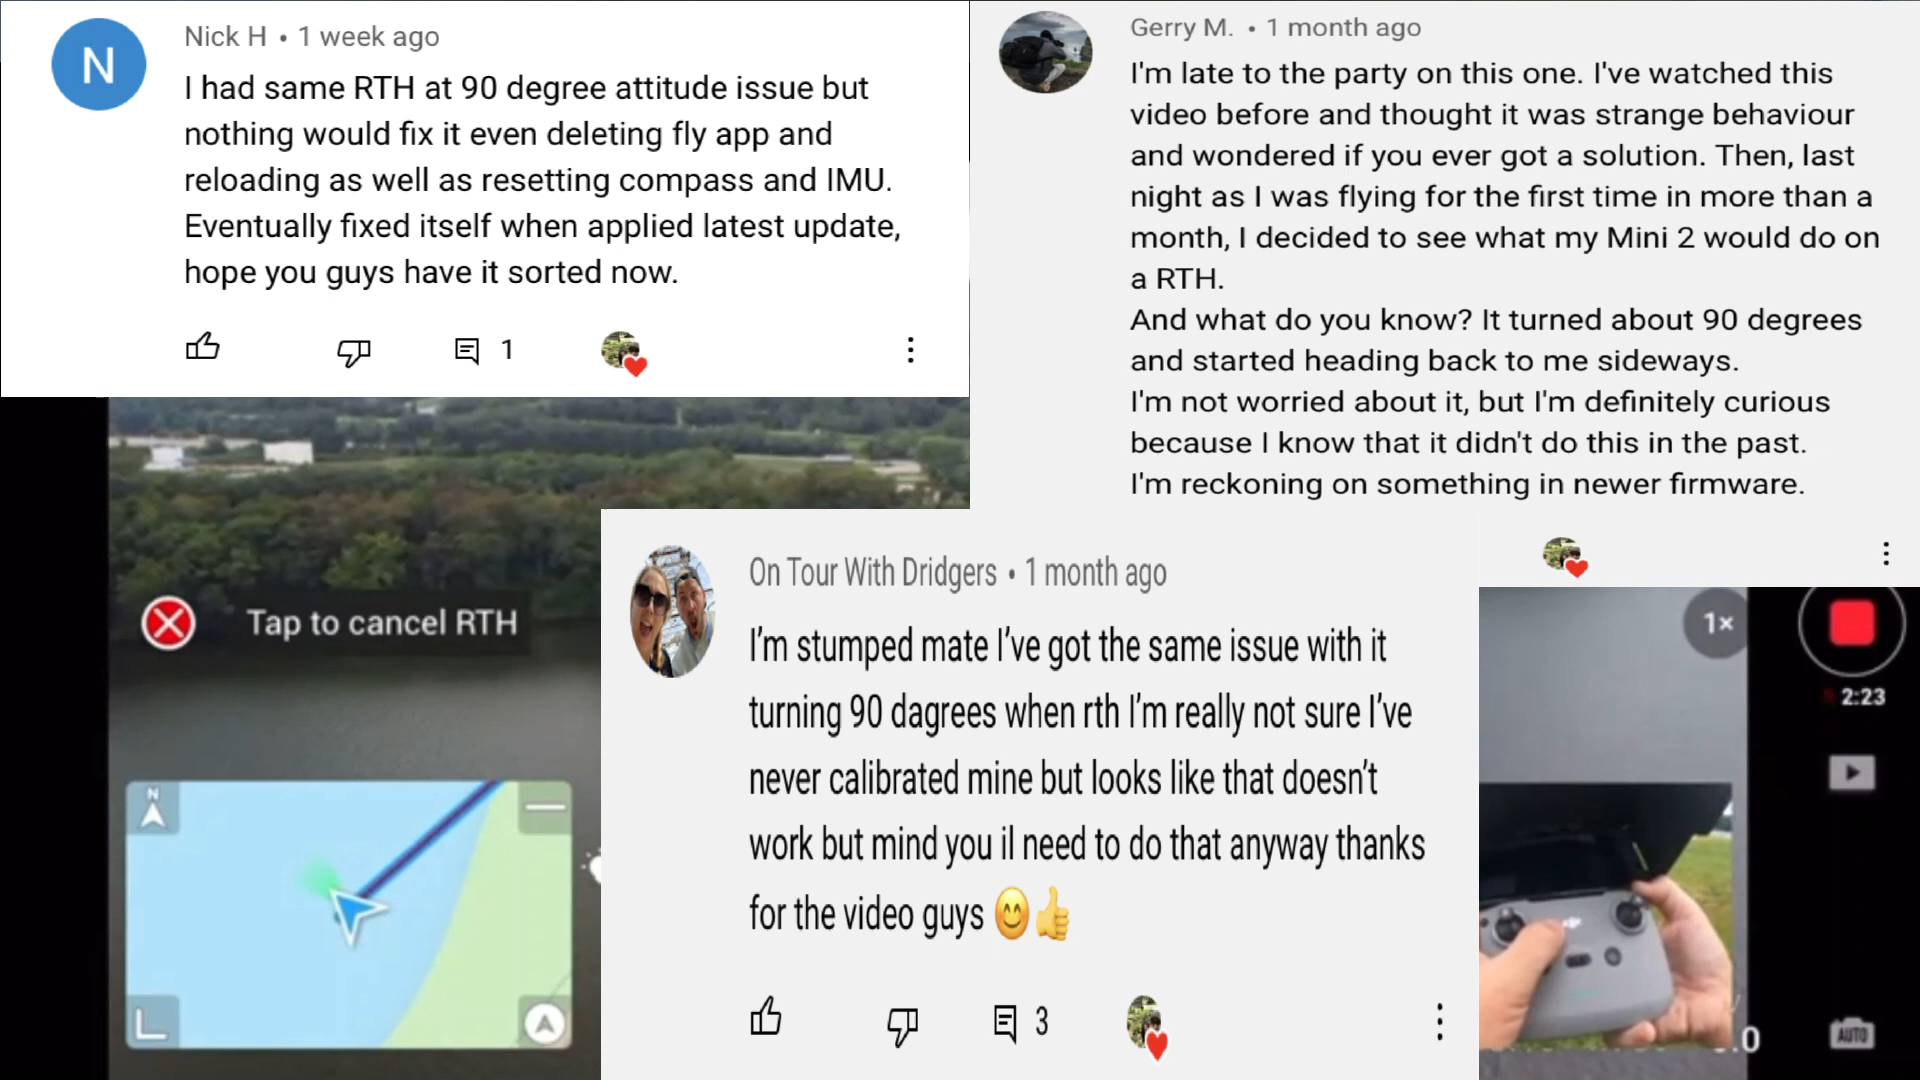 Nick H • 1 week ago
I had same RTH at 90 degree attitude issue but
nothing would fix it even deleting fly app and
reloading as well as resetting compass and IMU.
Eventually fixed itself when applied latest update,
hope you guys have it sorted now.
1
N
Gerry M. • 1 month ago
I'm late to the party on this one. I've watched this
video before and thought it was strange behaviour
and wondered if you ever got a solution. Then, last
night as I was flying for the first time in more than a
month, I decided to see what my Mini 2 would do on
a RTH.
And what do you know? It turned about 90 degrees
and started heading back to me sideways.
I'm not worried about it, but I'm definitely curious
because I know that it didn't do this in the past.
I'm reckoning on something in newer firmware.
Tap to cancel RTH
N
On Tour With Dridgers • 1 month ago
I’m stumped mate I’ve got the same issue with it
turning 90 dagrees when rth I’m really not sure I’ve
never calibrated mine but looks like that doesn’t
work but mind you il need to do that anyway thanks
for the video guys 😊👍
3
1×
2:23
dji
AUTO